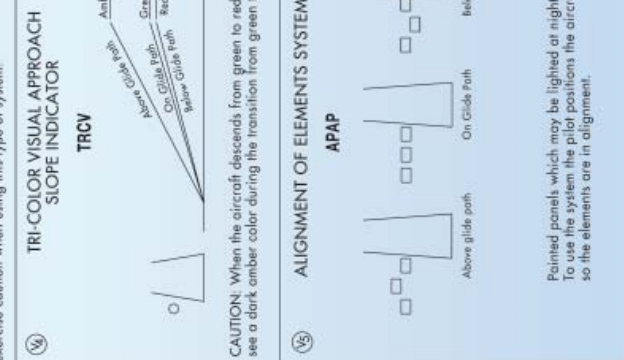 exercise caution when using this type of system.
V4
TRI-COLOR VISUAL APPROACH
SLOPE INDICATOR
TRCV
Above Glide Path
On Glide Path
Below Glide Path
CAUTION: When the aircraft descends from green to red
see a dark amber color during the transition from green
V5
ALIGNMENT OF ELEMENTS SYSTEM
APAP
Above glide path
On Glide Path
Painted panels which may be lighted at night
To use the system the pilot positions the
so the elements are in alignment.